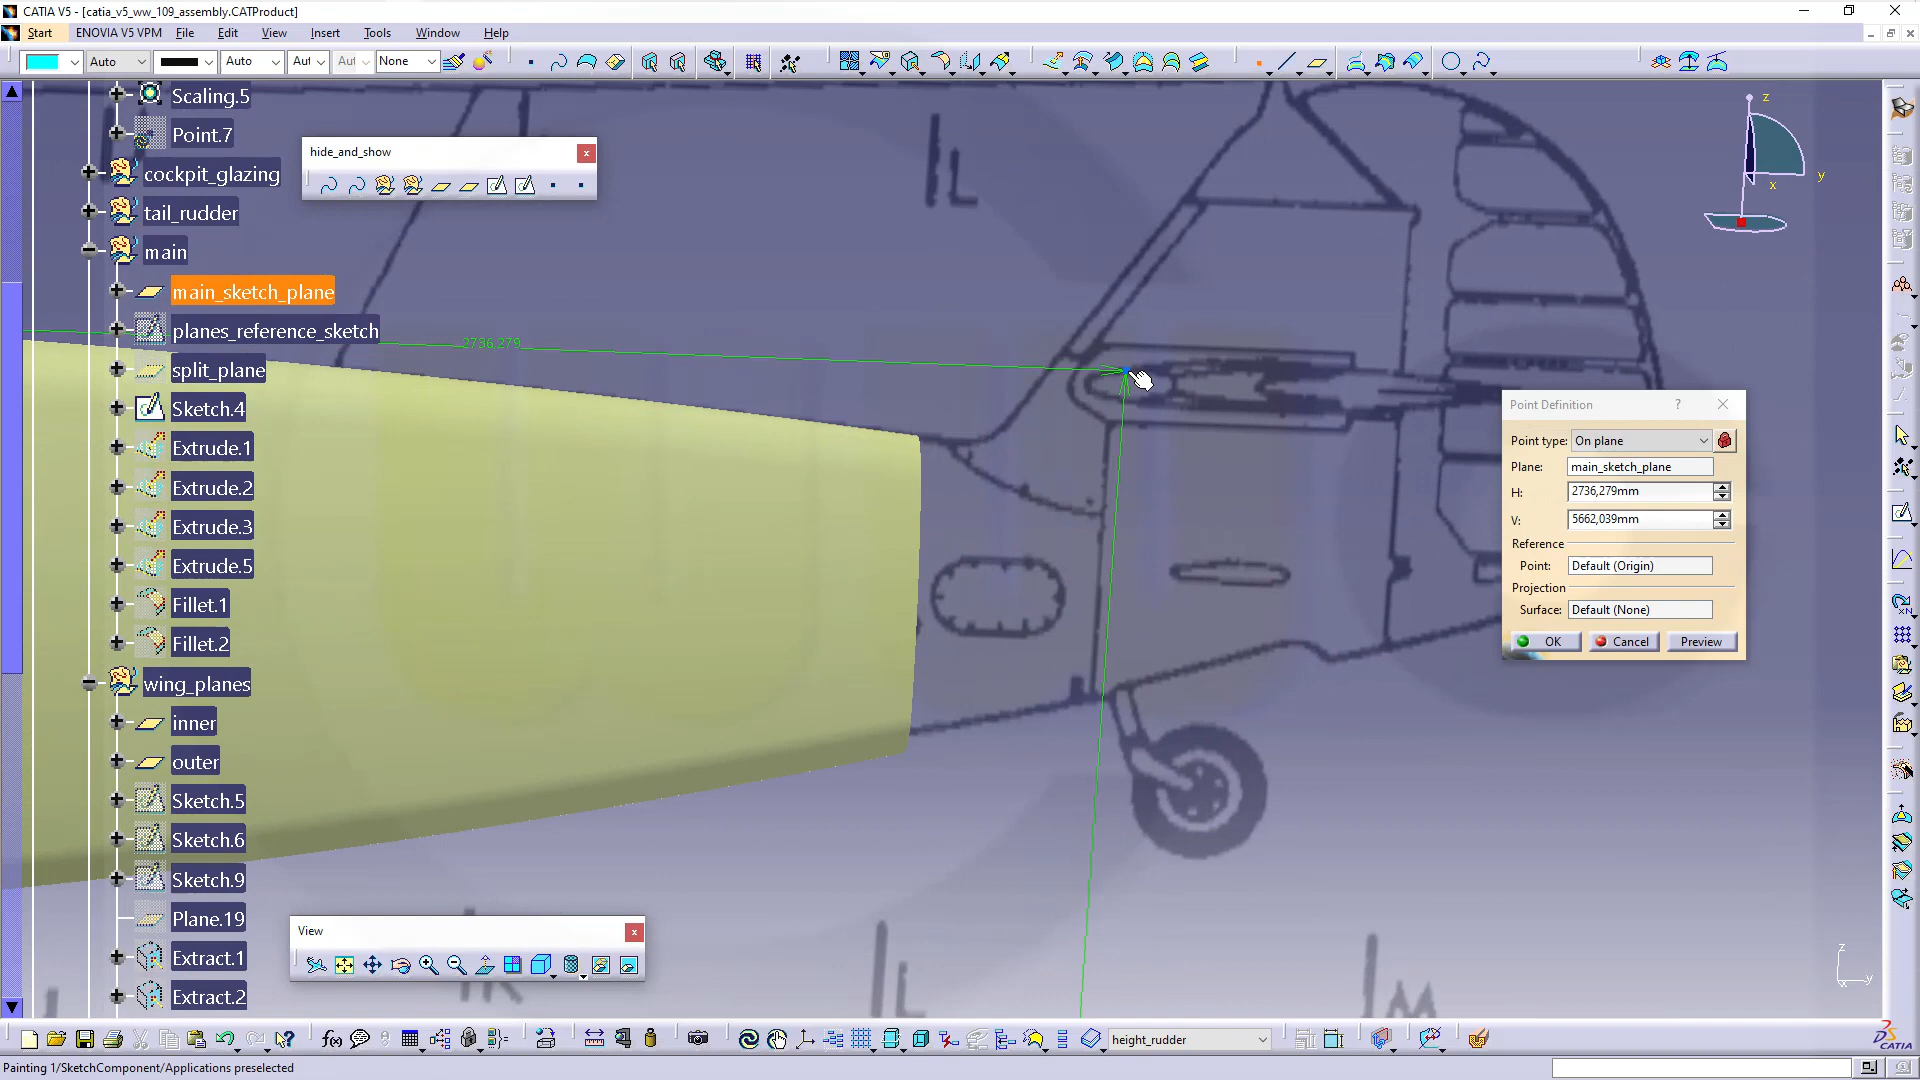 CATIA V5 - [catia_v5_ww_109_assembly.CATProduct]
Start ENOVIA V5 VPM File Edit View Insert Tools Window Help
Auto Auto Aut Aut None
Scaling.5
Point.7
cockpit_glazing
tail_rudder
main
main_sketch_plane
planes_reference_sketch
split_plane
Sketch.4
Extrude.1
Extrude.2
Extrude.3
Extrude.5
Fillet.1
Fillet.2
wing_planes
inner
outer
Sketch.5
Sketch.6
Sketch.9
Plane.19
Extract.1
Extract.2
hide_and_show
2736,279
z
y
x
Point Definition ?
Point type: On plane
Plane: main_sketch_plane
H: 2736,279mm
V: 5662,039mm
Reference
Point: Default (Origin)
Projection
Surface: Default (None)
OK Cancel Preview
View
z
y
x
height_rudder
CATIA
Painting 1/SketchComponent/Applications preselected